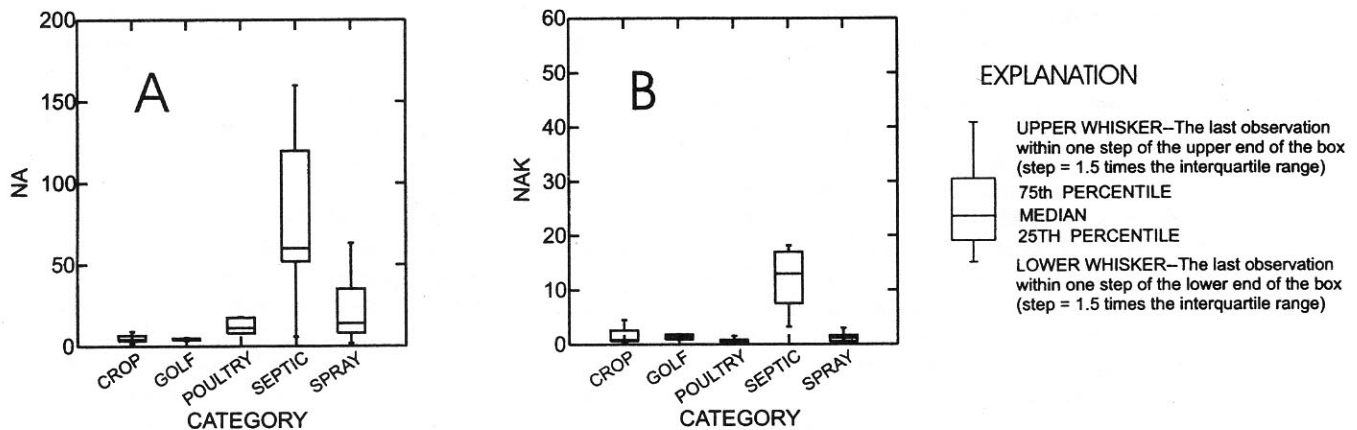 200
150
100
50
0
NA
A
CROP
GOLF
POULTRY
SEPTIC
SPRAY
CATEGORY
60
50
40
30
20
10
0
NAK
B
CROP
GOLF
POULTRY
SEPTIC
SPRAY
CATEGORY
EXPLANATION
UPPER WHISKER--The last observation
within one step of the upper end of the box
(step = 1.5 times the interquartile range)
75th PERCENTILE
MEDIAN
25TH PERCENTILE
LOWER WHISKER--The last observation
within one step of the lower end of the box
(step = 1.5 times the interquartile range)